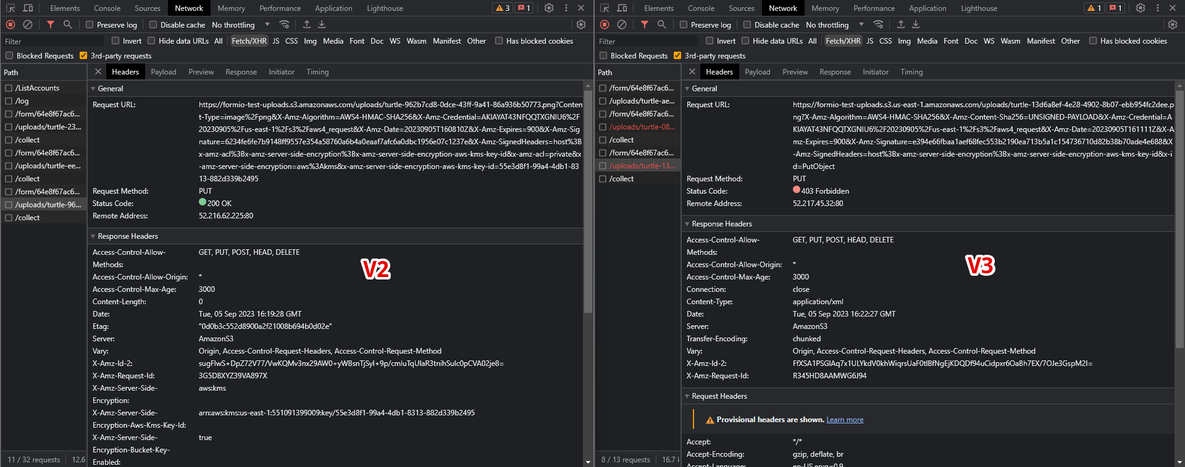 Elements Console Sources Network Memory Performance Application Lighthouse 3 1
Preserve log Disable cache No throttling
Filter Invert Hide data URLs All Fetch/XHR JS CSS Img Media Font Doc WS Wasm Manifest Other Has blocked cookies
Blocked Requests 3rd-party requests
Path Headers Payload Preview Response Initiator Timing
/ListAccounts
/log
/form/64e8f67ac6...
/uploads/turtle-23...
/collect
/form/64e8f67ac6...
/uploads/turtle-ee...
/collect
/form/64e8f67ac6...
/uploads/turtle-96...
/collect
General
Request URL: https://formio-test-uploads.s3.amazonaws.com/uploads/turtle-962b7cd8-0dce-43ff-9a41-86a936b50773.png?Conten
t-Type=image%2Fpng&X-Amz-Algorithm=AWS4-HMAC-SHA256&X-Amz-Credential=AKIAYAT43NFQQTXGNIU6%2F
20230905%2Fus-east-1%2Fs3%2Faws4_request&X-Amz-Date=20230905T160810Z&X-Amz-Expires=900&X-Amz-Sig
nature=6234fe6fe7b9148ff9557e354a58760a6b4a0eaaf7afc6a0dbc1956e07c1237e&X-Amz-SignedHeaders=host%3B
x-amz-acl%3Bx-amz-server-side-encryption%3Bx-amz-server-side-encryption-aws-kms-key-id&x-amz-acl=private&x
-amz-server-side-encryption=aws%3Akms&x-amz-server-side-encryption-aws-kms-key-id=55e3d8f1-99a4-4db1-8
313-882d339b2495
Request Method: PUT
Status Code: 200 OK
Remote Address: 52.216.62.225:80
Response Headers
Access-Control-Allow-
Methods: GET, PUT, POST, HEAD, DELETE
Access-Control-Allow-Origin: *
Access-Control-Max-Age: 3000
Content-Length: 0
Date: Tue, 05 Sep 2023 16:19:28 GMT
Etag: "0d0b3c552d8900a2f21008b694b0d02e"
Server: AmazonS3
Vary: Origin, Access-Control-Request-Headers, Access-Control-Request-Method
X-Amz-Id-2:
X-Amz-Request-Id: 3G5D8XYZ39VA897X
X-Amz-Server-Side-
Encryption: aws:kms
X-Amz-Server-Side-
Encryption-Aws-Kms-Key-Id: arn:aws:kms:us-east-1:551091399009:key/55e3d8f1-99a4-4db1-8313-882d339b2495
X-Amz-Server-Side-
Encryption-Bucket-Key-
Enabled: true
11 / 32 requests 12.6
V2
Elements Console Sources Network Memory Performance Application Lighthouse 1 1
Preserve log Disable cache No throttling
Filter Invert Hide data URLs All Fetch/XHR JS CSS Img Media Font Doc WS Wasm Manifest Other Has blocked cookies
Blocked Requests 3rd-party requests
Path Headers Payload Preview Response Initiator Timing
/form/64e8f67ac6...
/uploads/turtle-ae...
/form/64e8f67ac6...
/uploads/turtle-08...
/collect
/form/64e8f67ac6...
/uploads/turtle-13...
/collect
General
Request URL: https://formio-test-uploads.s3.us-east-1.amazonaws.com/uploads/turtle-13d6a8ef-4e28-4902-8b07-ebb954fc2dee.p
ng?X-Amz-Algorithm=AWS4-HMAC-SHA256&X-Amz-Content-Sha256=UNSIGNED-PAYLOAD&X-Amz-Credential=
AKIAYAT43NFQQTXGNIU6%2F20230905%2Fus-east-1%2Fs3%2Faws4_request&X-Amz-Date=20230905T161111Z&
X-Amz-Expires=900&X-Amz-Signature=e394e66fbaa1aef68fec553b2190ea713b5a1c154736710d82b38b70ade4e688&X-
Amz-SignedHeaders=host%3Bx-amz-server-side-encryption%3Bx-amz-server-side-encryption-aws-kms-key-id&x-i
d=PutObject
Request Method: PUT
Status Code: 403 Forbidden
Remote Address: 52.217.45.32:80
Response Headers
Access-Control-Allow-
Methods: GET, PUT, POST, HEAD, DELETE
Access-Control-Allow-Origin: *
Access-Control-Max-Age: 3000
Connection: close
Content-Type: application/xml
Date: Tue, 05 Sep 2023 16:22:27 GMT
Server: AmazonS3
Transfer-Encoding: chunked
Vary: Origin, Access-Control-Request-Headers, Access-Control-Request-Method
X-Amz-Id-2:
X-Amz-Request-Id: R345HD8AAMWG6J94
Request Headers
Provisional headers are shown. Learn more
Accept: */*
Accept-Encoding: gzip, deflate, br
Accept-Language: en-US,en;q=0.9
8 / 13 requests 16.7 k
V3